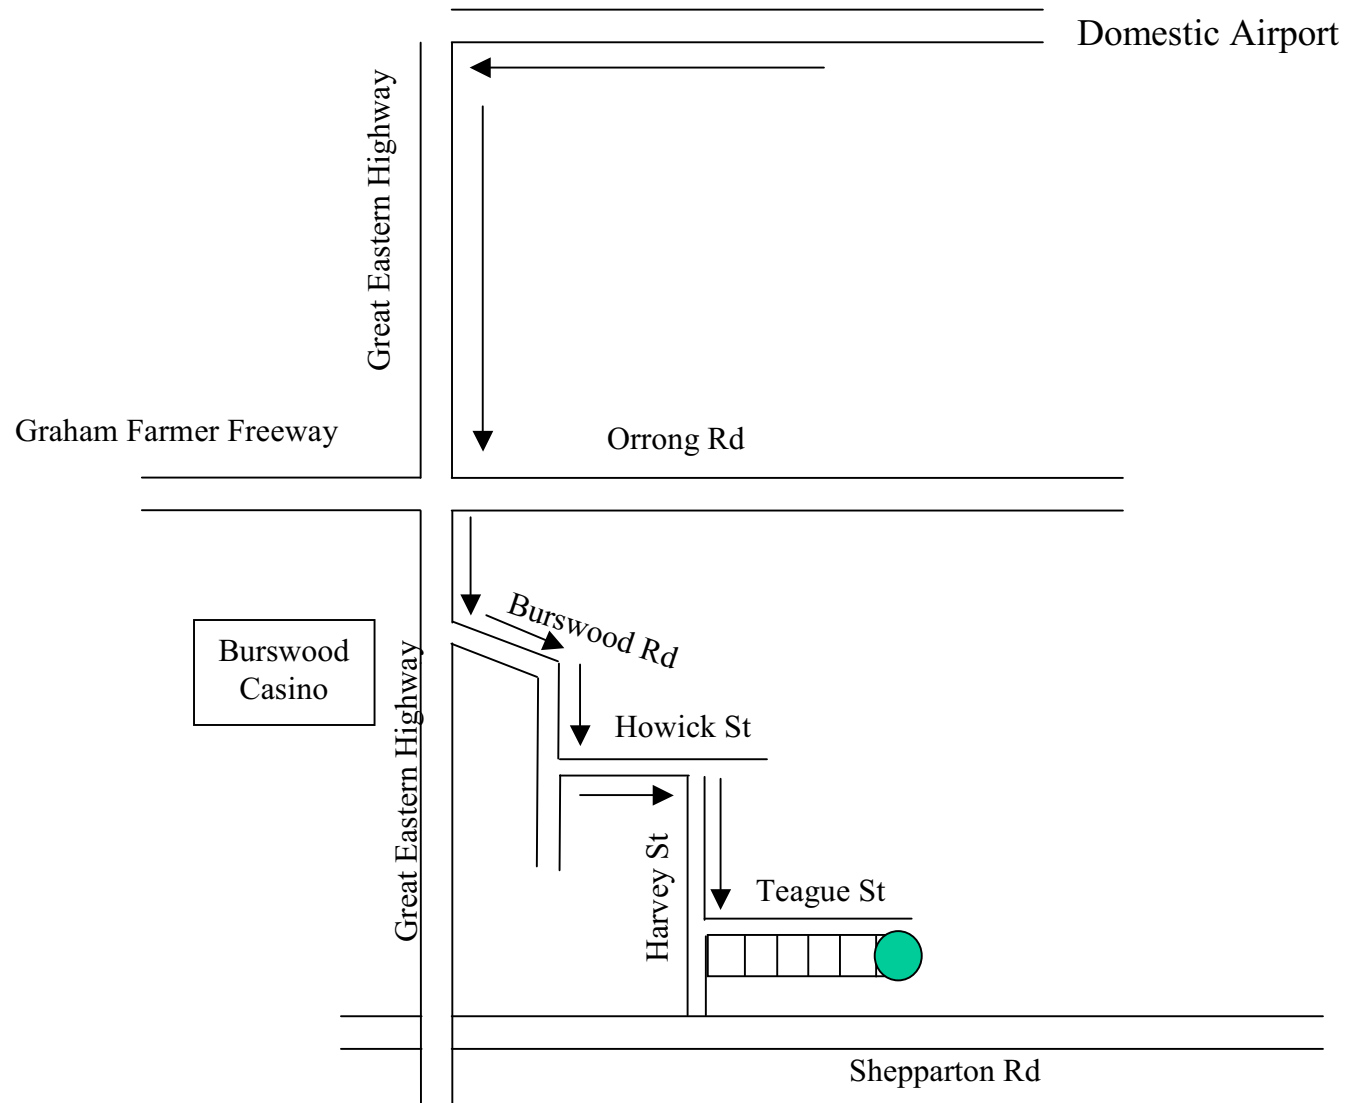 Domestic Airport
Great Eastern Highway
Graham Farmer Freeway
Orrong Rd
Burswood Rd
Burswood
Casino
Great Eastern Highway
Howick St
Harvey St
Teague St
Shepparton Rd